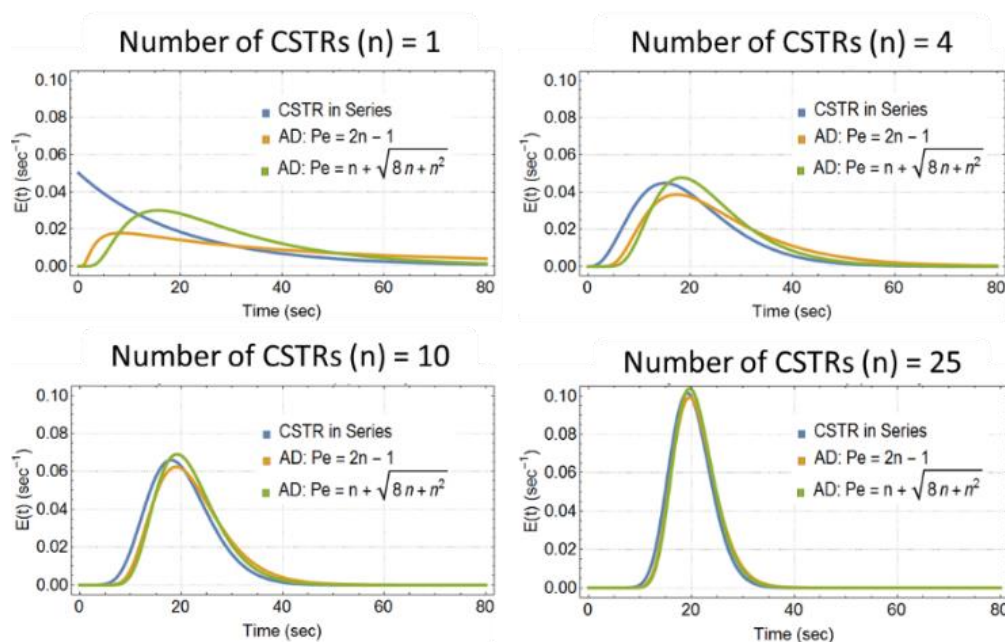 Number of CSTRs (n) = 1
0.10
0.08
0.06
0.04
0.02
0.00
E(t) (sec⁻¹)
CSTR in Series
AD: Pe = 2n − 1
AD: Pe = n + √8n + n²
0 20 40 60 80
Time (sec)
Number of CSTRs (n) = 4
0.10
0.08
0.06
0.04
0.02
0.00
E(t) (sec⁻¹)
CSTR in Series
AD: Pe = 2n − 1
AD: Pe = n + √8n + n²
0 20 40 60 80
Time (sec)
Number of CSTRs (n) = 10
0.10
0.08
0.06
0.04
0.02
0.00
E(t) (sec⁻¹)
CSTR in Series
AD: Pe = 2n − 1
AD: Pe = n + √8n + n²
0 20 40 60 80
Time (sec)
Number of CSTRs (n) = 25
0.10
0.08
0.06
0.04
0.02
0.00
E(t) (sec⁻¹)
CSTR in Series
AD: Pe = 2n − 1
AD: Pe = n + √8n + n²
0 20 40 60 80
Time (sec)